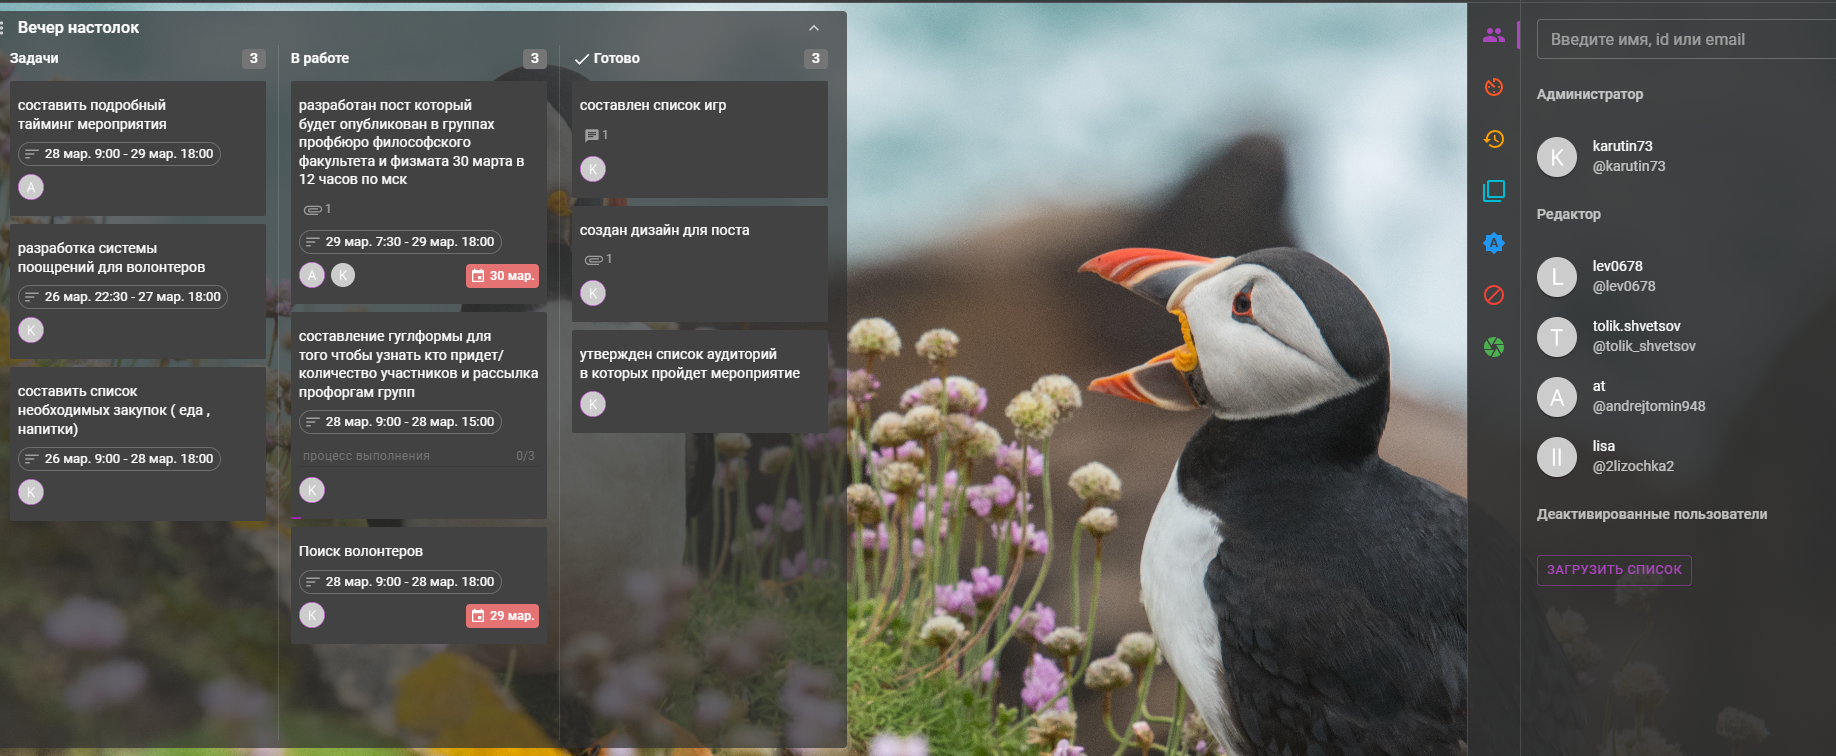 Вечер настолок
Задачи
3
составить подробный
тайминг мероприятия
28 мар. 9:00 - 29 мар. 18:00
A
разработка системы
поощрений для волонтеров
26 мар. 22:30 - 27 мар. 18:00
K
составить список
необходимых закупок ( еда ,
напитки)
26 мар. 9:00 - 28 мар. 18:00
K
В работе
3
разработан пост который
будет опубликован в группах
профбюро философского
факультета и физмата 30 марта в
12 часов по мск
1
29 мар. 7:30 - 29 мар. 18:00
A K 30 мар.
составление гуглформы для
того чтобы узнать кто придет/
количество участников и рассылка
профоргам групп
28 мар. 9:00 - 28 мар. 15:00
процесс выполнения 0/3
K
Поиск волонтеров
28 мар. 9:00 - 28 мар. 18:00
K 29 мар.
Готово
3
составлен список игр
1
K
создан дизайн для поста
1
K
утвержден список аудиторий
в которых пройдет мероприятие
K
A
Введите имя, id или email
Администратор
K
karutin73
@karutin73
Редактор
L
lev0678
@lev0678
T
tolik.shvetsov
@tolik_shvetsov
A
at
@andrejtomin948
ll
lisa
@2lizochka2
Деактивированные пользователи
ЗАГРУЗИТЬ СПИСОК